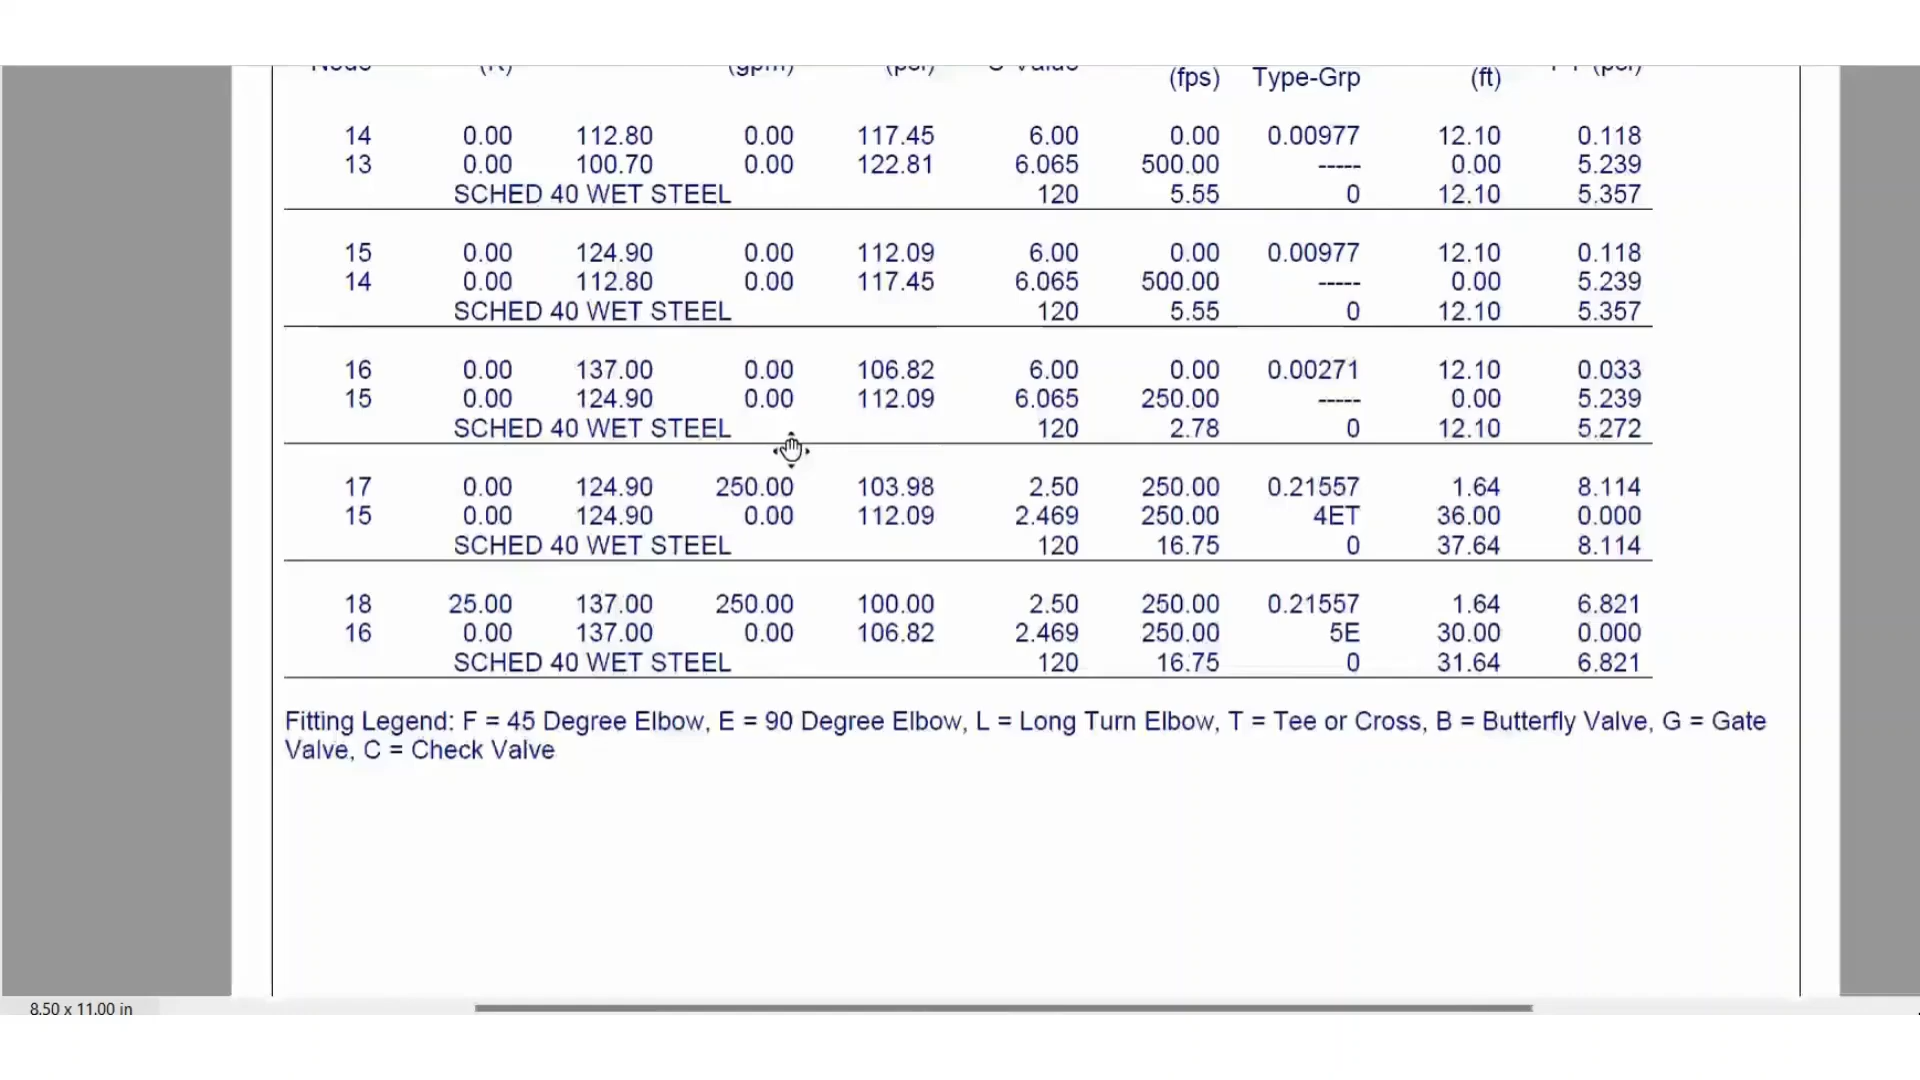 (fps) Type-Grp (ft)
14 0.00 112.80 0.00 117.45 6.00 0.00 0.00977 12.10 0.118
13 0.00 100.70 0.00 122.81 6.065 500.00 ----- 0.00 5.239
SCHED 40 WET STEEL 120 5.55 0 12.10 5.357
15 0.00 124.90 0.00 112.09 6.00 0.00 0.00977 12.10 0.118
14 0.00 112.80 0.00 117.45 6.065 500.00 ----- 0.00 5.239
SCHED 40 WET STEEL 120 5.55 0 12.10 5.357
16 0.00 137.00 0.00 106.82 6.00 0.00 0.00271 12.10 0.033
15 0.00 124.90 0.00 112.09 6.065 250.00 ----- 0.00 5.239
SCHED 40 WET STEEL 120 2.78 0 12.10 5.272
17 0.00 124.90 250.00 103.98 2.50 250.00 0.21557 1.64 8.114
15 0.00 124.90 0.00 112.09 2.469 250.00 4ET 36.00 0.000
SCHED 40 WET STEEL 120 16.75 0 37.64 8.114
18 25.00 137.00 250.00 100.00 2.50 250.00 0.21557 1.64 6.821
16 0.00 137.00 0.00 106.82 2.469 250.00 5E 30.00 0.000
SCHED 40 WET STEEL 120 16.75 0 31.64 6.821
Fitting Legend: F = 45 Degree Elbow, E = 90 Degree Elbow, L = Long Turn Elbow, T = Tee or Cross, B = Butterfly Valve, G = Gate
Valve, C = Check Valve
8.50 x 11.00 in